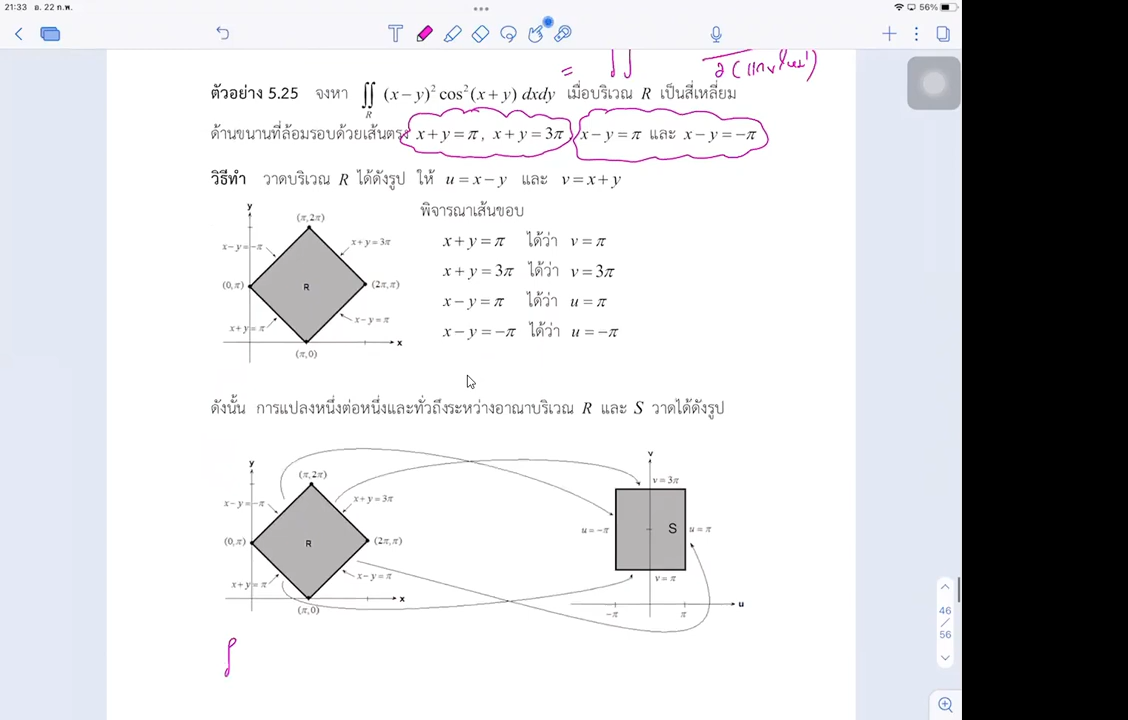 21:33 อ. 22 ก.พ.
56%
=
ตัวอย่าง 5.25 จงหา ∬_R (x−y)² cos²(x+y) dxdy เมื่อบริเวณ R เป็นสี่เหลี่ยม
ด้านขนานที่ล้อมรอบด้วยเส้นตรง x+y=π, x+y=3π, x−y=π และ x−y=−π
วิธีทำ วาดบริเวณ R ได้ดังรูป ให้ u=x−y และ v=x+y
พิจารณาเส้นขอบ
x+y=π ได้ว่า v=π
x+y=3π ได้ว่า v=3π
x−y=π ได้ว่า u=π
x−y=−π ได้ว่า u=−π
y
(π,2π)
x−y=−π
x+y=3π
(0,π)
R
(2π,π)
x+y=π
x−y=π
x
(π,0)
ดังนั้น การแปลงหนึ่งต่อหนึ่งและทั่วถึงระหว่างอาณาบริเวณ R และ S วาดได้ดังรูป
y
(π,2π)
x−y=−π
x+y=3π
(0,π)
R
(2π,π)
x+y=π
x−y=π
x
(π,0)
v
v=3π
u=−π
S
u=π
v=π
u
−π
π
46
/
56